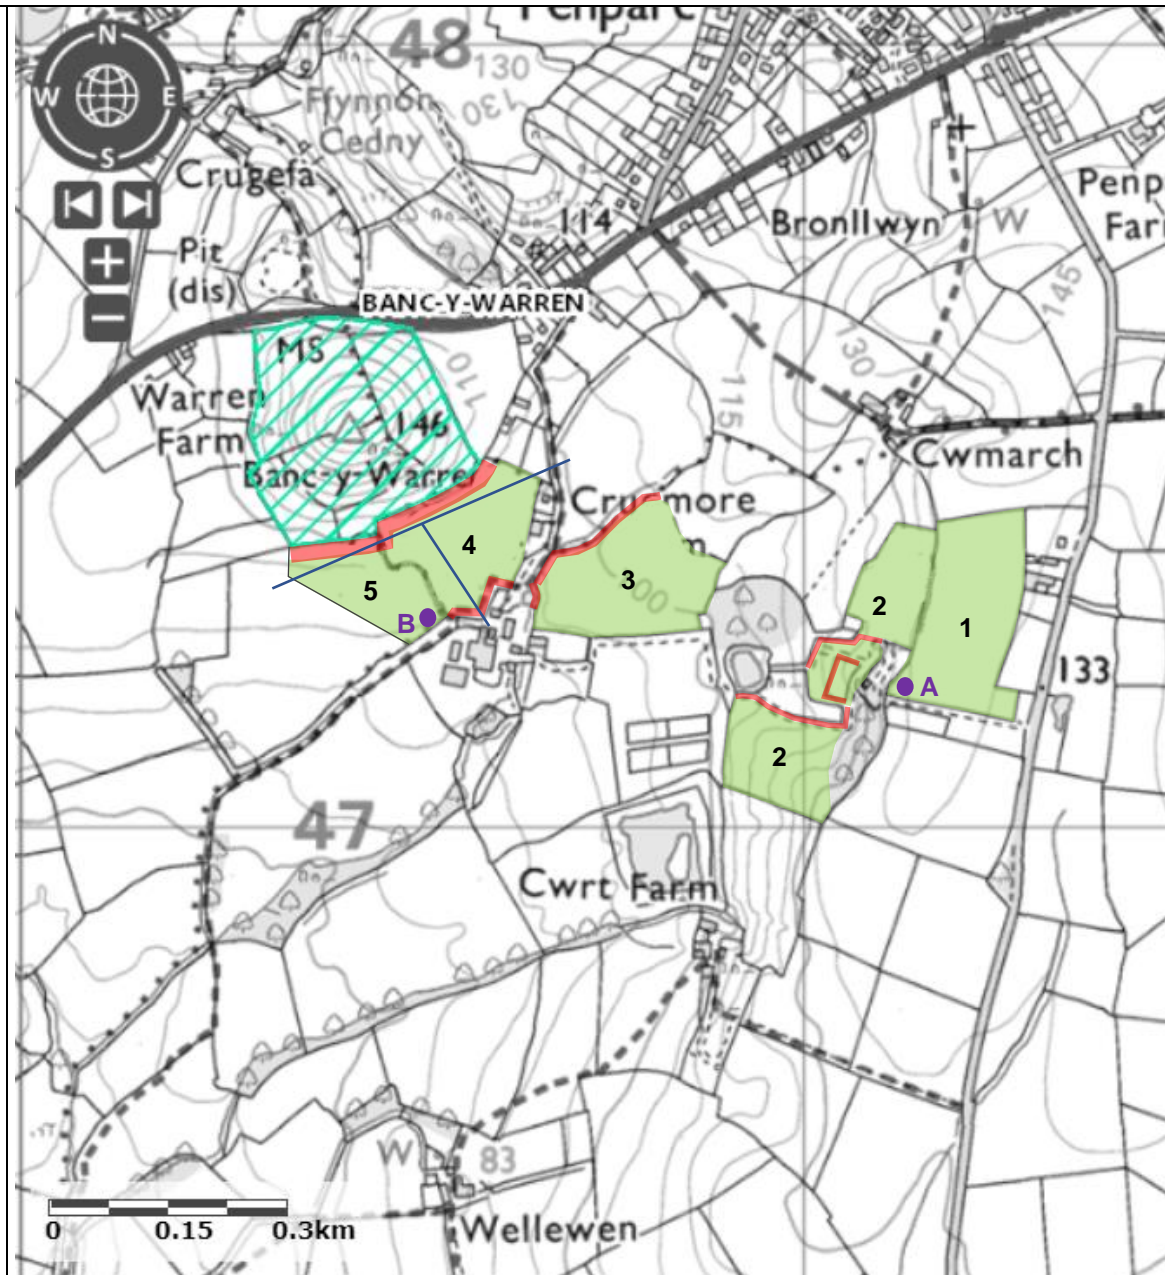 N
W
E
S
48
130
130
Ffynnon
Cedny
Crugefa
114
Bronllwyn
W
Penp
Farm
Pit
(dis)
145
BANC-Y-WARREN
MS
110
130
115
Warren
Farm
146
Banc-y-Warren
Cwmarch
Crugmore
4
5
3
100
2
1
B
A
133
2
47
Cwrt Farm
W
83
Wellewen
0
0.15
0.3km